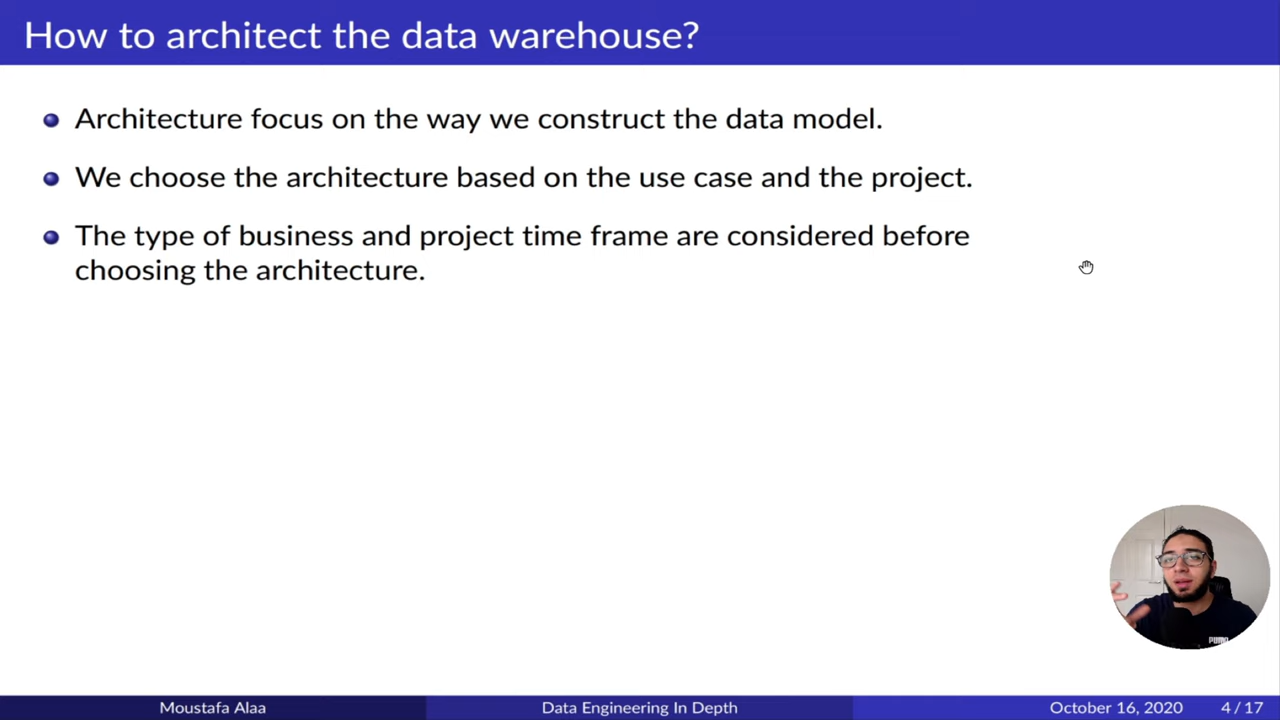 How to architect the data warehouse?
Architecture focus on the way we construct the data model.
We choose the architecture based on the use case and the project.
The type of business and project time frame are considered before
choosing the architecture.
PUMA
Moustafa Alaa
Data Engineering In Depth
October 16, 2020
4 / 17